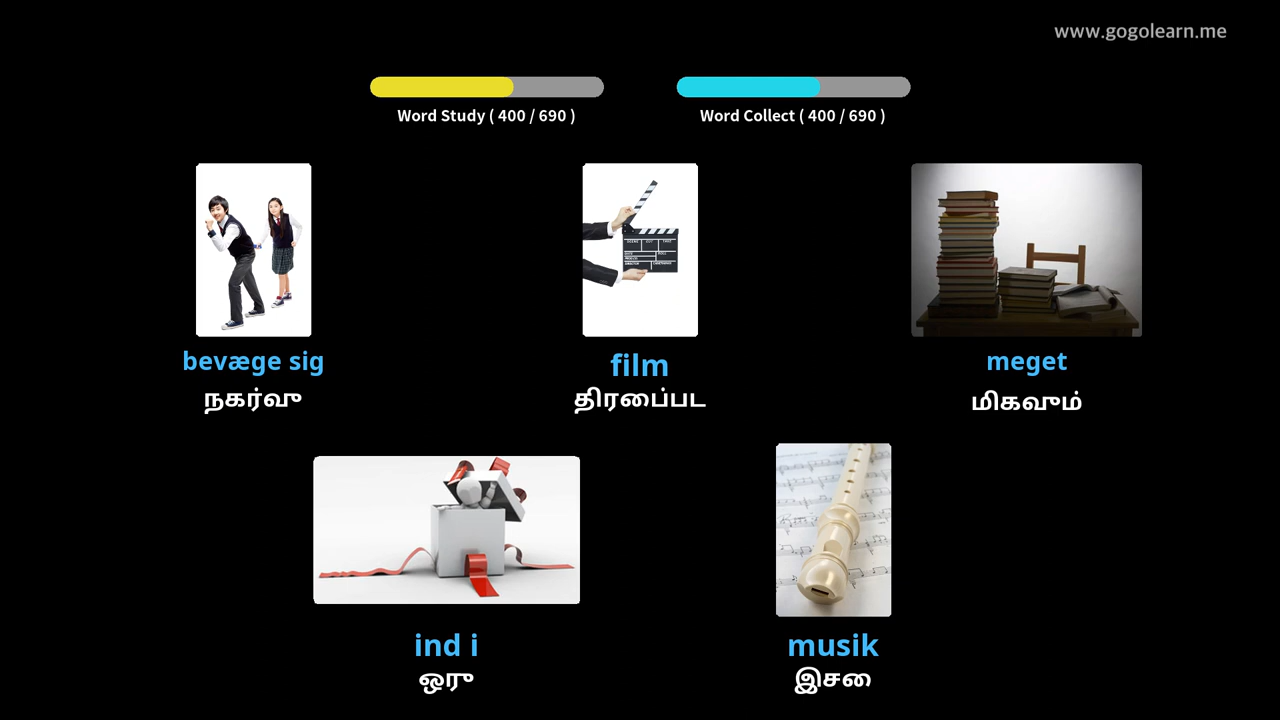 www.gogolearn.me
Word Study ( 400 / 690 )
Word Collect ( 400 / 690 )
bevæge sig
நகர்வு
film
திரைப்பட
meget
மிகவும்
ind i
ஒரு
musik
இசை